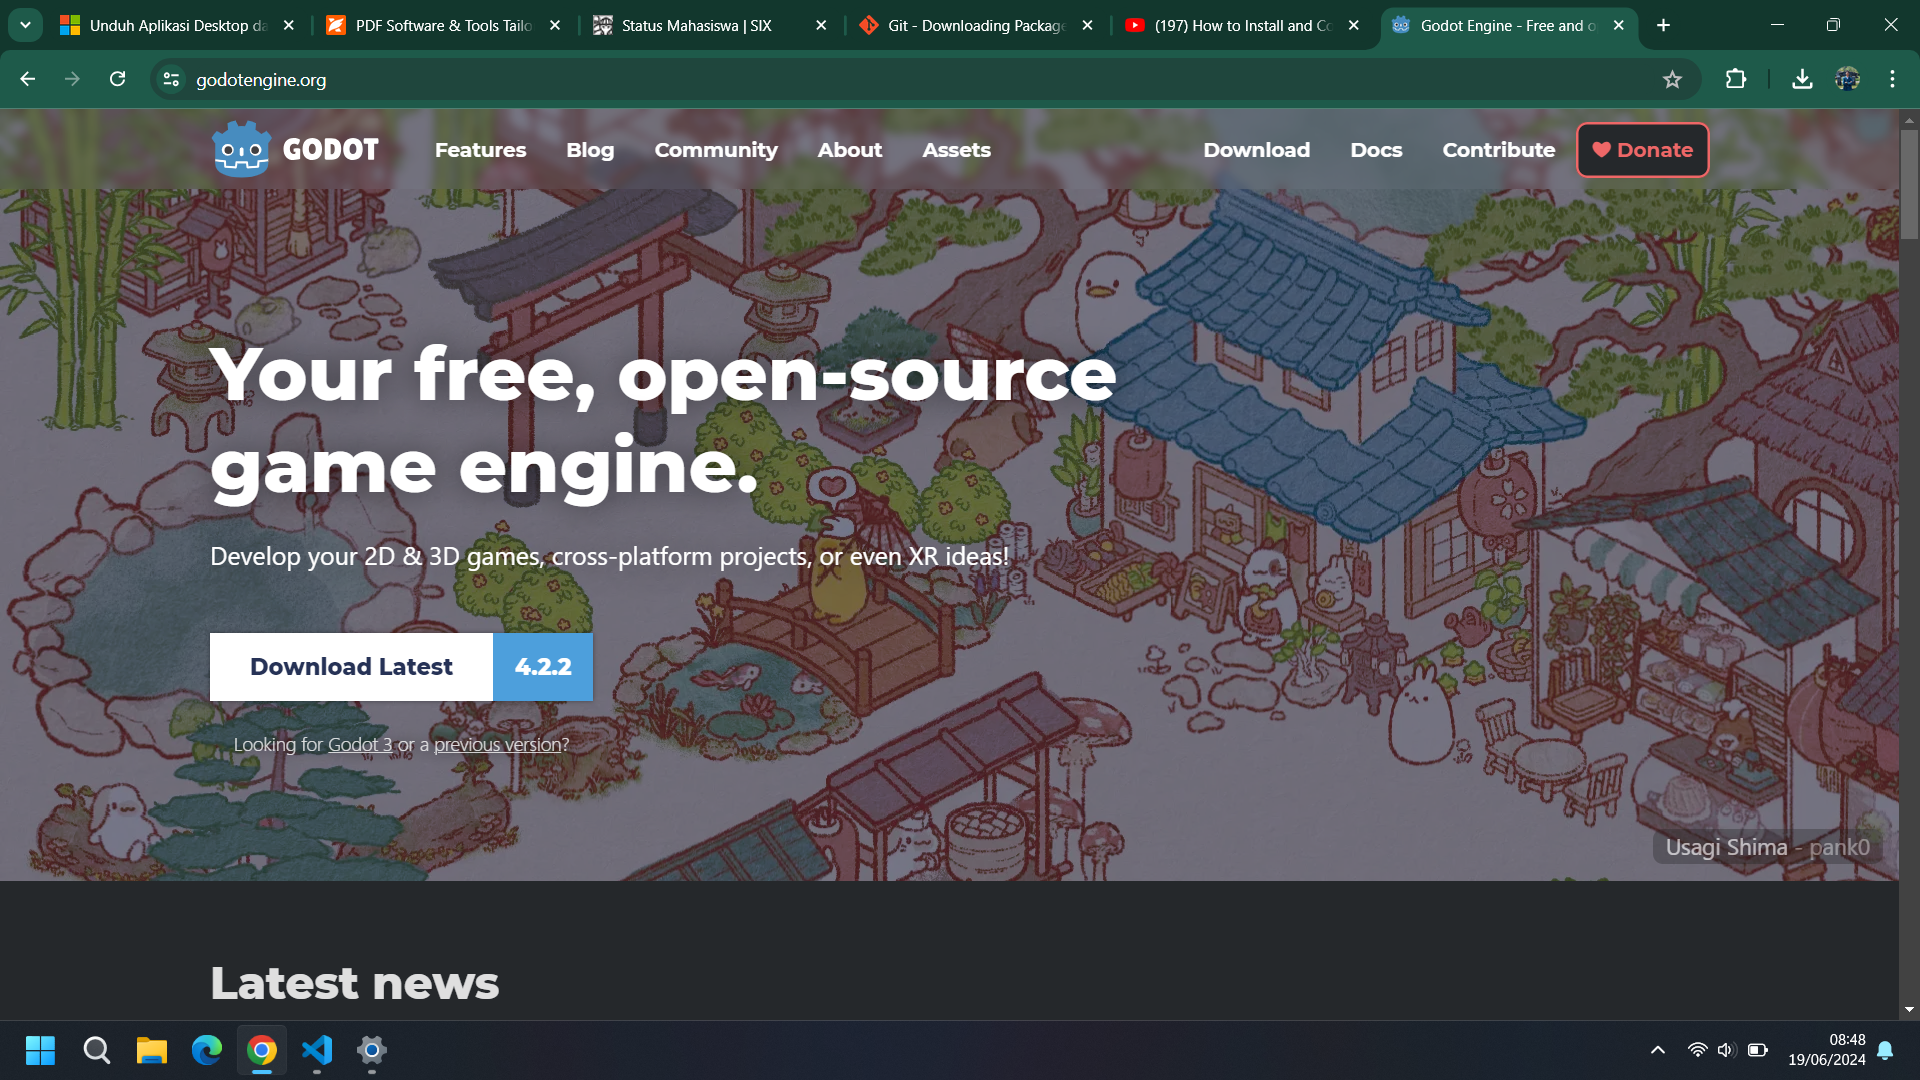 Unduh Aplikasi Desktop da
PDF Software & Tools Tailo
Status Mahasiswa | SIX
Git - Downloading Package
(197) How to Install and Co
Godot Engine - Free and o
godotengine.org
GODOT
Features
Blog
Community
About
Assets
Download
Docs
Contribute
Donate
Your free, open-source
game engine.
Develop your 2D & 3D games, cross-platform projects, or even XR ideas!
Download Latest
4.2.2
Looking for Godot 3 or a previous version?
Usagi Shima - pank0
Latest news
08:48
19/06/2024